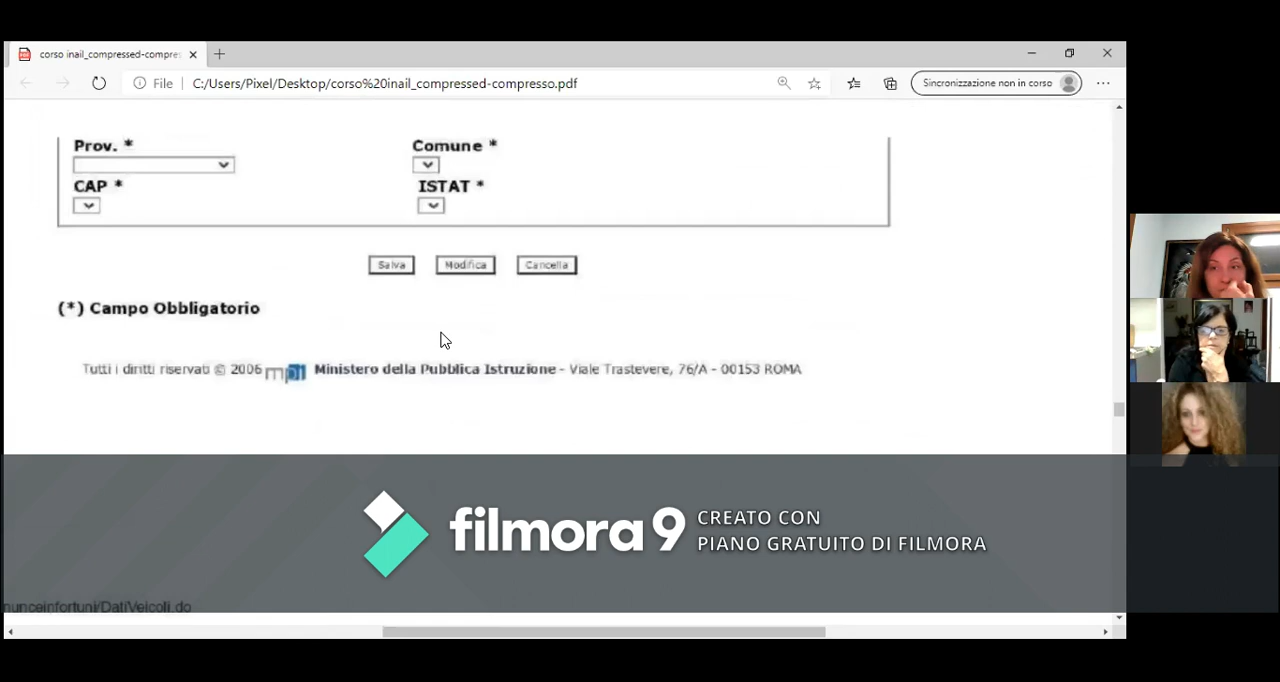 corso inail_compressed-compre
File
C:/Users/Pixel/Desktop/corso%20inail_compressed-compresso.pdf
Sincronizzazione non in corso
Prov. *
Comune *
CAP *
ISTAT *
Salva
Modifica
Cancella
(*) Campo Obbligatorio
Tutti i diritti riservati © 2006 mpi Ministero della Pubblica Istruzione - Viale Trastevere, 76/A - 00153 ROMA
filmora 9
CREATO CON
PIANO GRATUITO DI FILMORA
nunceinfortuni/DatiVeicoli.do